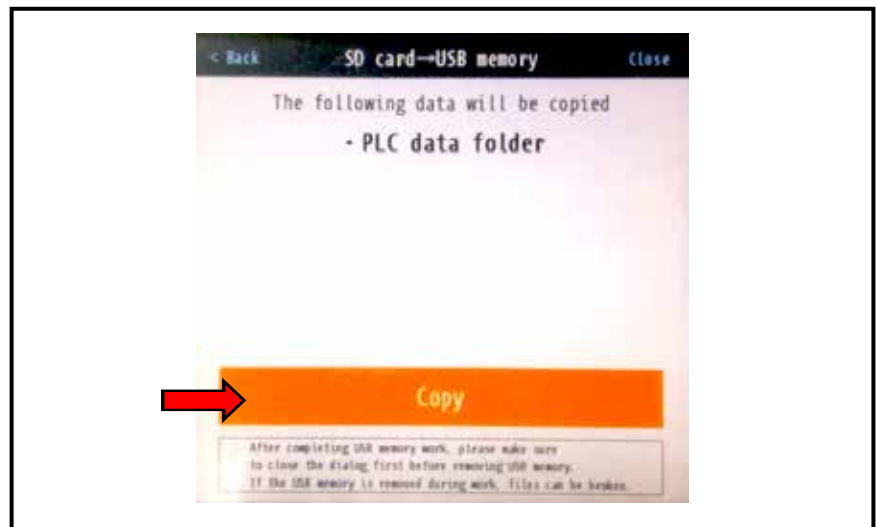 < Back SD card→USB memory Close
The following data will be copied
・PLC data folder
Copy
After completing USB memory work, please make sure
to close the dialog first before removing USB memory.
If the USB memory is removed during work, files can be broken.